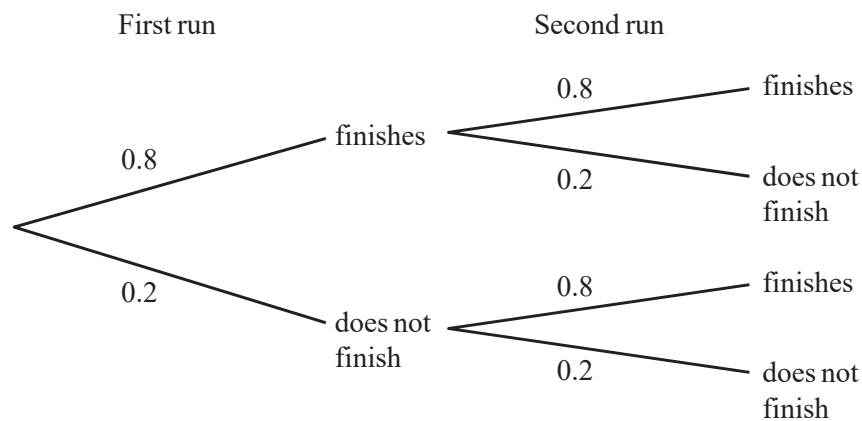 First run
Second run
0.8
finishes
0.2
does not
finish
0.8
finishes
0.2
does not
finish
0.8
finishes
0.2
does not
finish